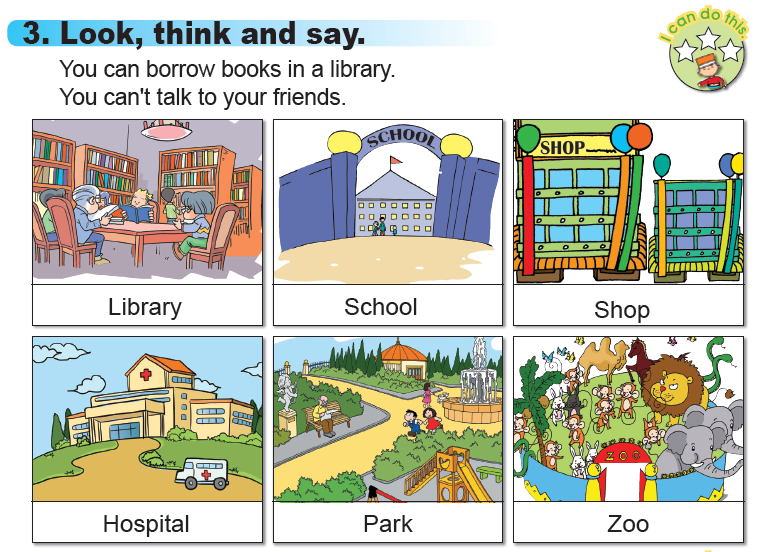 3. Look, think and say.
I can do this.
You can borrow books in a library.
You can't talk to your friends.
SCHOOL
SHOP
Library
School
Shop
ZOO
Hospital
Park
Zoo